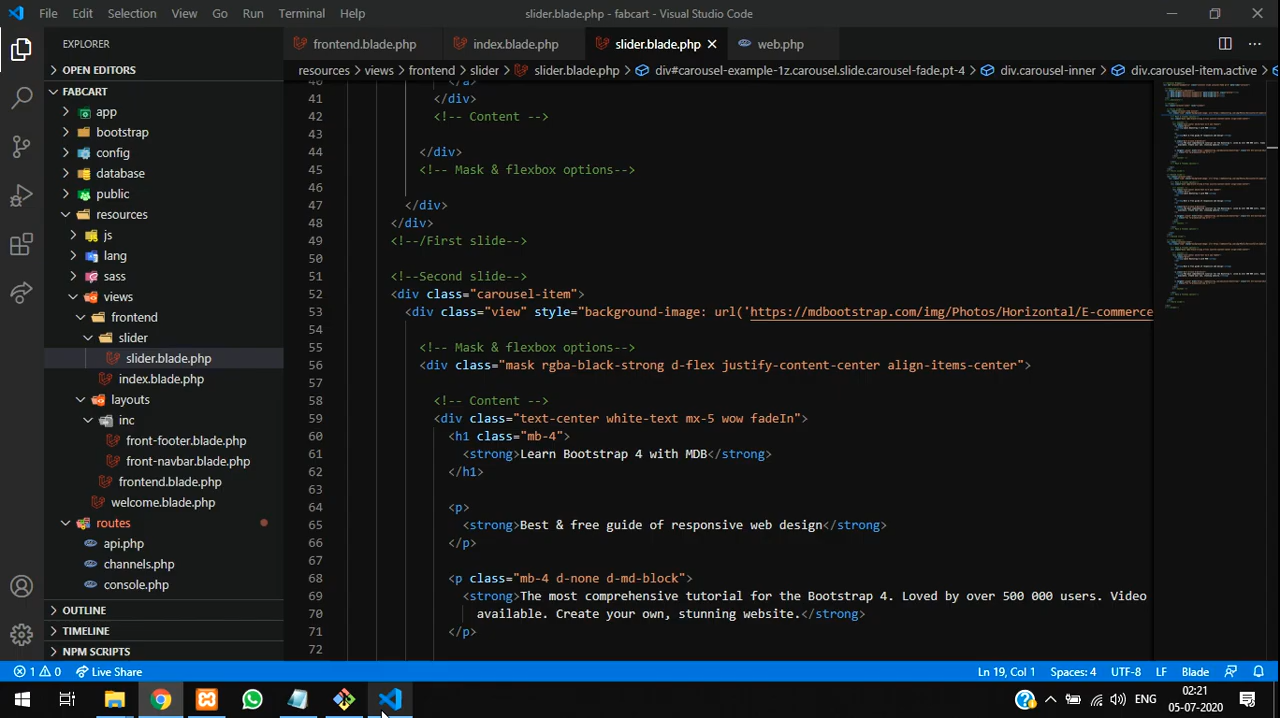 File Edit Selection View Go Run Terminal Help
slider.blade.php - fabcart - Visual Studio Code
EXPLORER
frontend.blade.php index.blade.php slider.blade.php web.php
OPEN EDITORS
resources views frontend slider slider.blade.php div#carousel-example-1z.carousel.slide.carousel-fade.pt-4 div.carousel-inner div.carousel-item.active
FABCART
app
bootstrap
config
database
public
resources
js
lang
sass
views
frontend
slider
slider.blade.php
index.blade.php
layouts
inc
front-footer.blade.php
front-navbar.blade.php
frontend.blade.php
welcome.blade.php
routes
api.php
channels.php
console.php
OUTLINE
TIMELINE
NPM SCRIPTS
40 </a>
41 </div>
42 <!-- Content -->
43
44 </div>
45 <!-- Mask & flexbox options-->
46
47 </div>
48 </div>
49 <!--/First slide-->
50
51 <!--Second slide-->
52 <div class="carousel-item">
53 <div class="view" style="background-image: url('https://mdbootstrap.com/img/Photos/Horizontal/E-commerce
54
55 <!-- Mask & flexbox options-->
56 <div class="mask rgba-black-strong d-flex justify-content-center align-items-center">
57
58 <!-- Content -->
59 <div class="text-center white-text mx-5 wow fadeIn">
60 <h1 class="mb-4">
61 <strong>Learn Bootstrap 4 with MDB</strong>
62 </h1>
63
64 <p>
65 <strong>Best & free guide of responsive web design</strong>
66 </p>
67
68 <p class="mb-4 d-none d-md-block">
69 <strong>The most comprehensive tutorial for the Bootstrap 4. Loved by over 500 000 users. Video
70 available. Create your own, stunning website.</strong>
71 </p>
72
1 0 Live Share
Ln 19, Col 1 Spaces: 4 UTF-8 LF Blade
ENG
02:21
05-07-2020